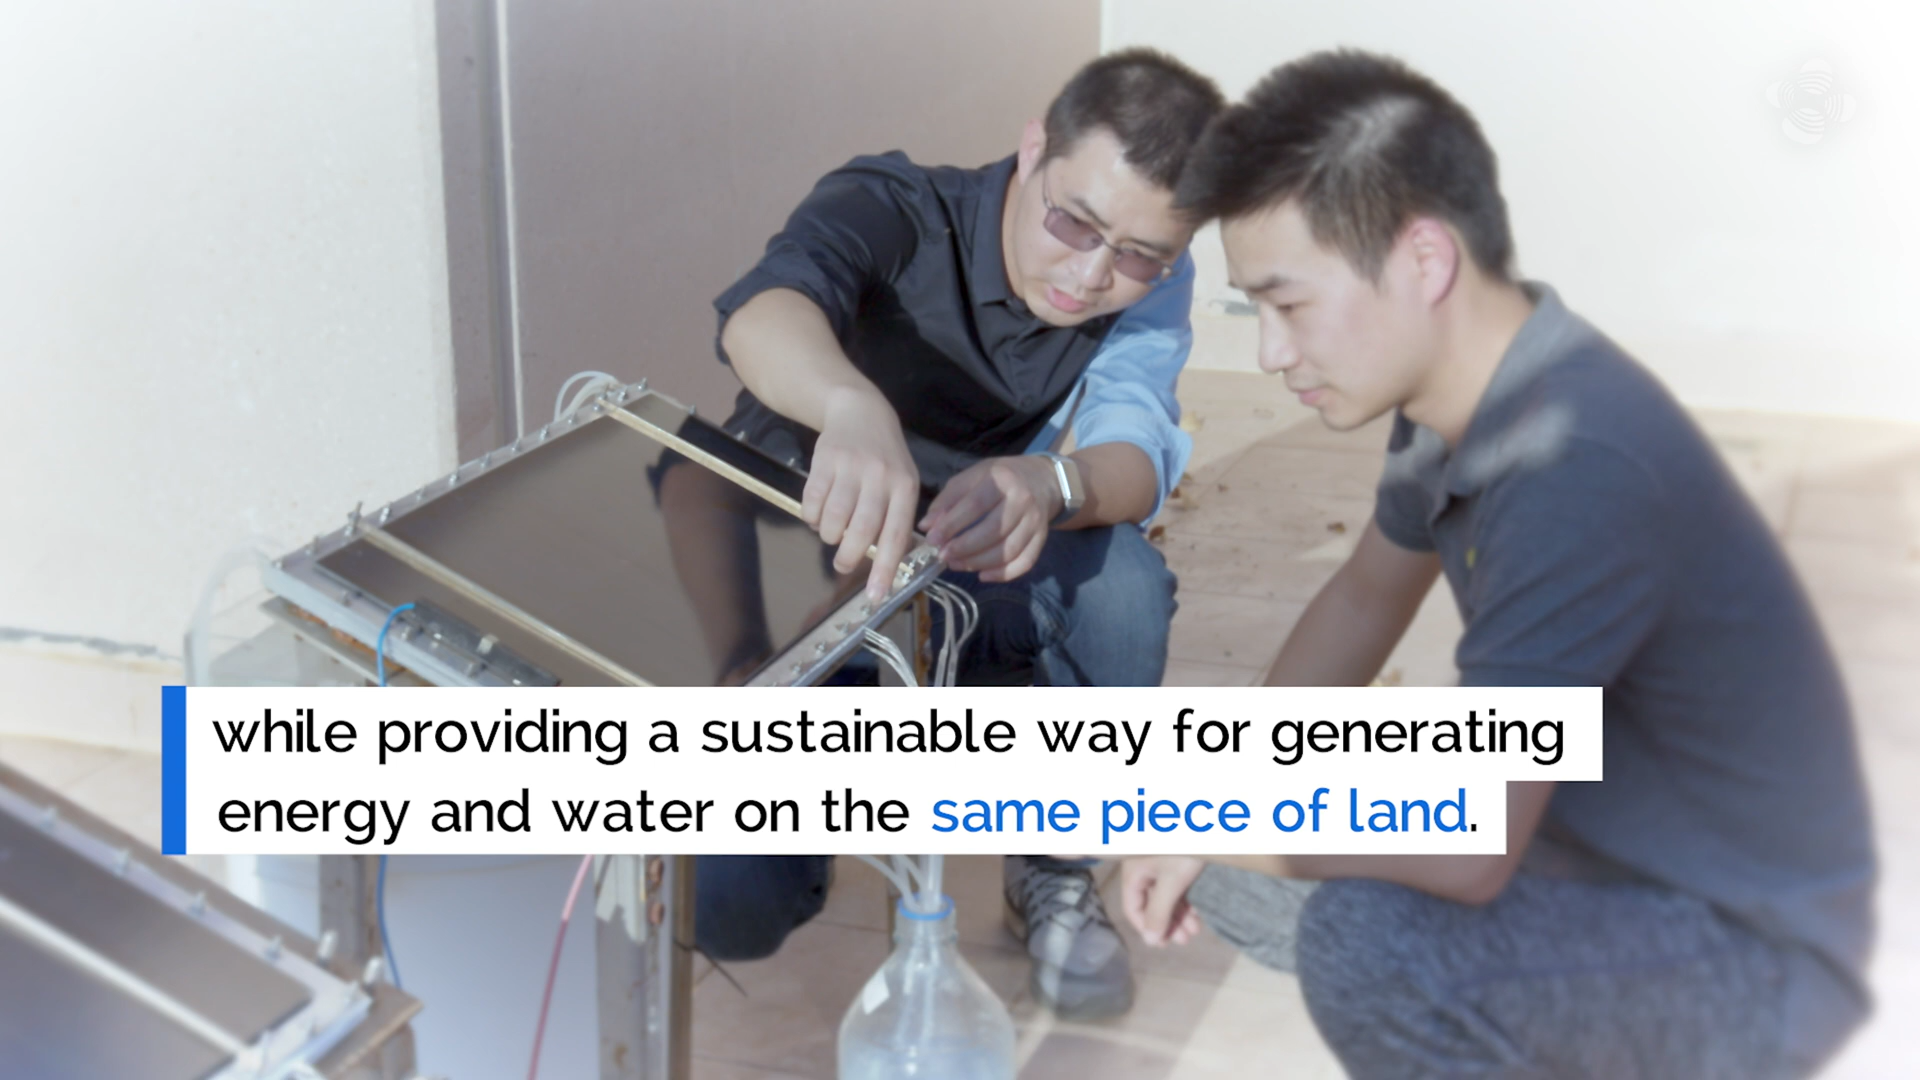 while providing a sustainable way for generating
energy and water on the same piece of land.